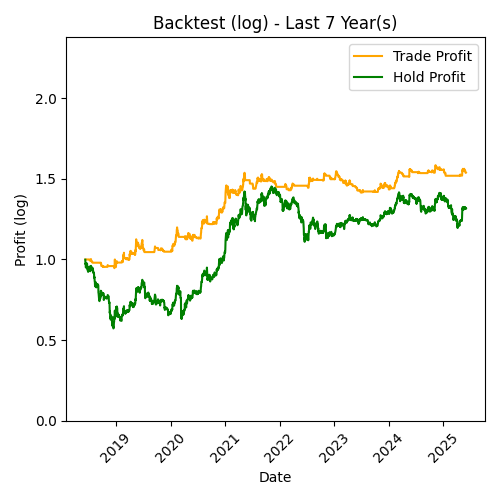 Backtest (log) - Last 7 Year(s)
Trade Profit
Hold Profit
Profit (log)
2.0
1.5
1.0
0.5
0.0
2019
2020
2021
2022
2023
2024
2025
Date